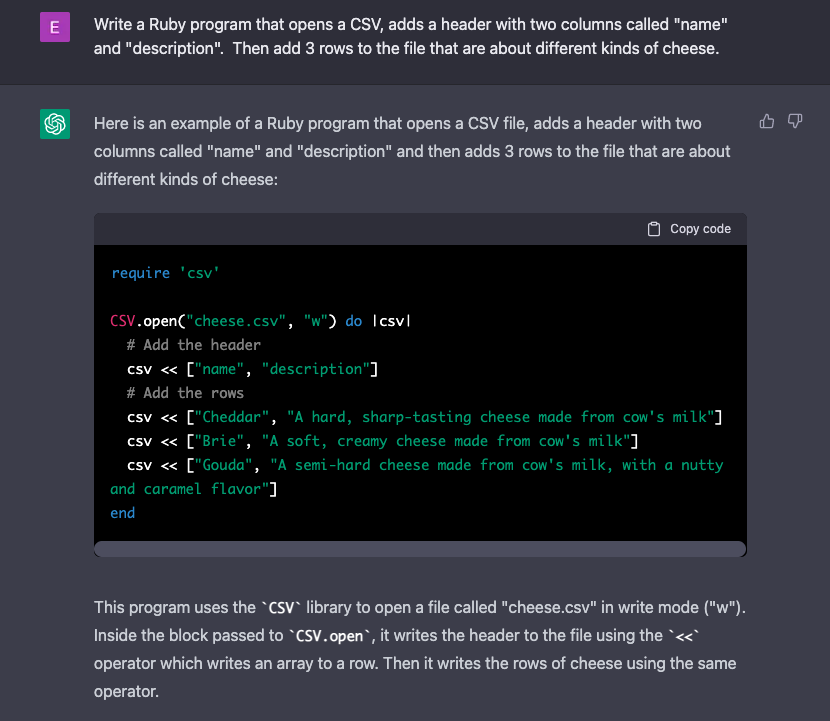 E
Write a Ruby program that opens a CSV, adds a header with two columns called "name"
and "description".  Then add 3 rows to the file that are about different kinds of cheese.
Here is an example of a Ruby program that opens a CSV file, adds a header with two
columns called "name" and "description" and then adds 3 rows to the file that are about
different kinds of cheese:
Copy code
require 'csv'
CSV.open("cheese.csv", "w") do |csv|
  # Add the header
  csv << ["name", "description"]
  # Add the rows
  csv << ["Cheddar", "A hard, sharp-tasting cheese made from cow's milk"]
  csv << ["Brie", "A soft, creamy cheese made from cow's milk"]
  csv << ["Gouda", "A semi-hard cheese made from cow's milk, with a nutty
and caramel flavor"]
end
This program uses the `CSV` library to open a file called "cheese.csv" in write mode ("w").
Inside the block passed to `CSV.open`, it writes the header to the file using the `<<`
operator which writes an array to a row. Then it writes the rows of cheese using the same
operator.